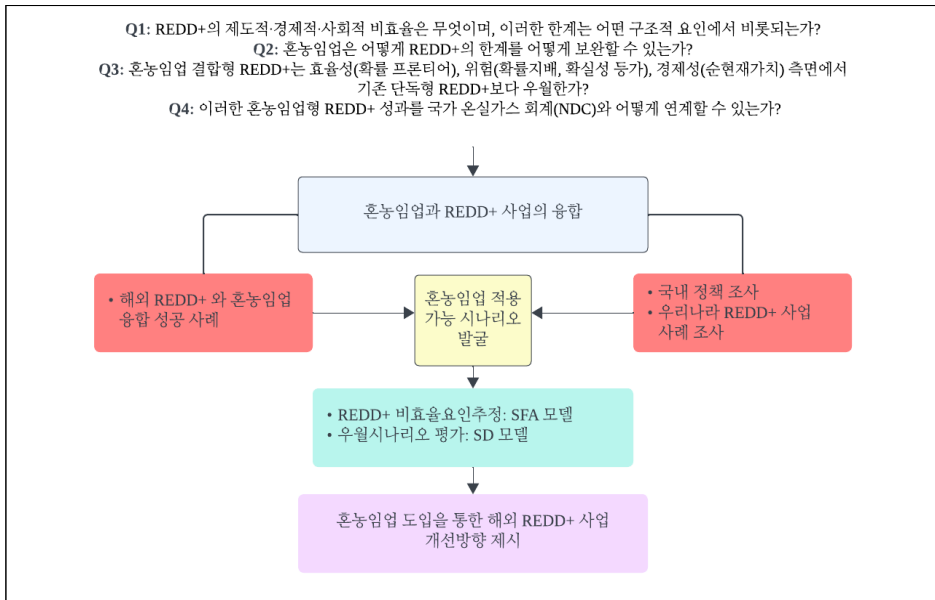 Q1: REDD+의 제도적·경제적·사회적 비효율은 무엇이며, 이러한 한계는 어떤 구조적 요인에서 비롯되는가?
Q2: 혼농임업은 어떻게 REDD+의 한계를 어떻게 보완할 수 있는가?
Q3: 혼농임업 결합형 REDD+는 효율성(확률 프론티어), 위험(확률지배, 확실성 등가), 경제성(순현재가치) 측면에서
기존 단독형 REDD+보다 우월한가?
Q4: 이러한 혼농임업형 REDD+ 성과를 국가 온실가스 회계(NDC)와 어떻게 연계할 수 있는가?
혼농임업과 REDD+ 사업의 융합
• 해외 REDD+ 와 혼농임업
융합 성공 사례
혼농임업 적용
가능 시나리오
발굴
• 국내 정책 조사
• 우리나라 REDD+ 사업
사례 조사
• REDD+ 비효율요인추정: SFA 모델
• 우월시나리오 평가: SD 모델
혼농임업 도입을 통한 해외 REDD+ 사업
개선방향 제시